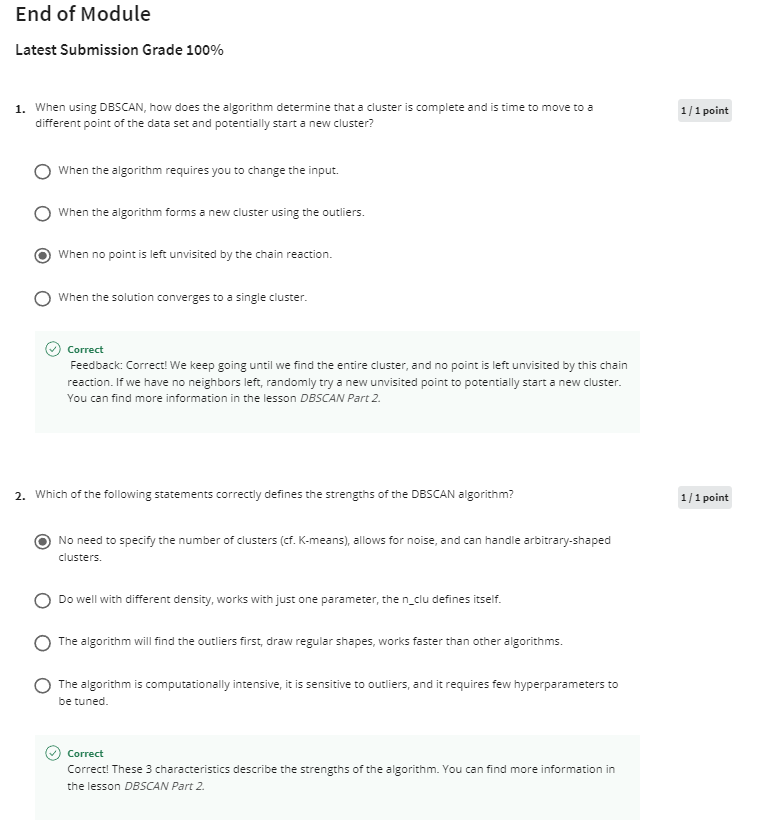 End of Module
Latest Submission Grade 100%
1. When using DBSCAN, how does the algorithm determine that a cluster is complete and is time to move to a
different point of the data set and potentially start a new cluster?
1 / 1 point
When the algorithm requires you to change the input.
When the algorithm forms a new cluster using the outliers.
When no point is left unvisited by the chain reaction.
When the solution converges to a single cluster.
Correct
Feedback: Correct! We keep going until we find the entire cluster, and no point is left unvisited by this chain
reaction. If we have no neighbors left, randomly try a new unvisited point to potentially start a new cluster.
You can find more information in the lesson DBSCAN Part 2.
2. Which of the following statements correctly defines the strengths of the DBSCAN algorithm?
1 / 1 point
No need to specify the number of clusters (cf. K-means), allows for noise, and can handle arbitrary-shaped
clusters.
Do well with different density, works with just one parameter, the n_clu defines itself.
The algorithm will find the outliers first, draw regular shapes, works faster than other algorithms.
The algorithm is computationally intensive, it is sensitive to outliers, and it requires few hyperparameters to
be tuned.
Correct
Correct! These 3 characteristics describe the strengths of the algorithm. You can find more information in
the lesson DBSCAN Part 2.